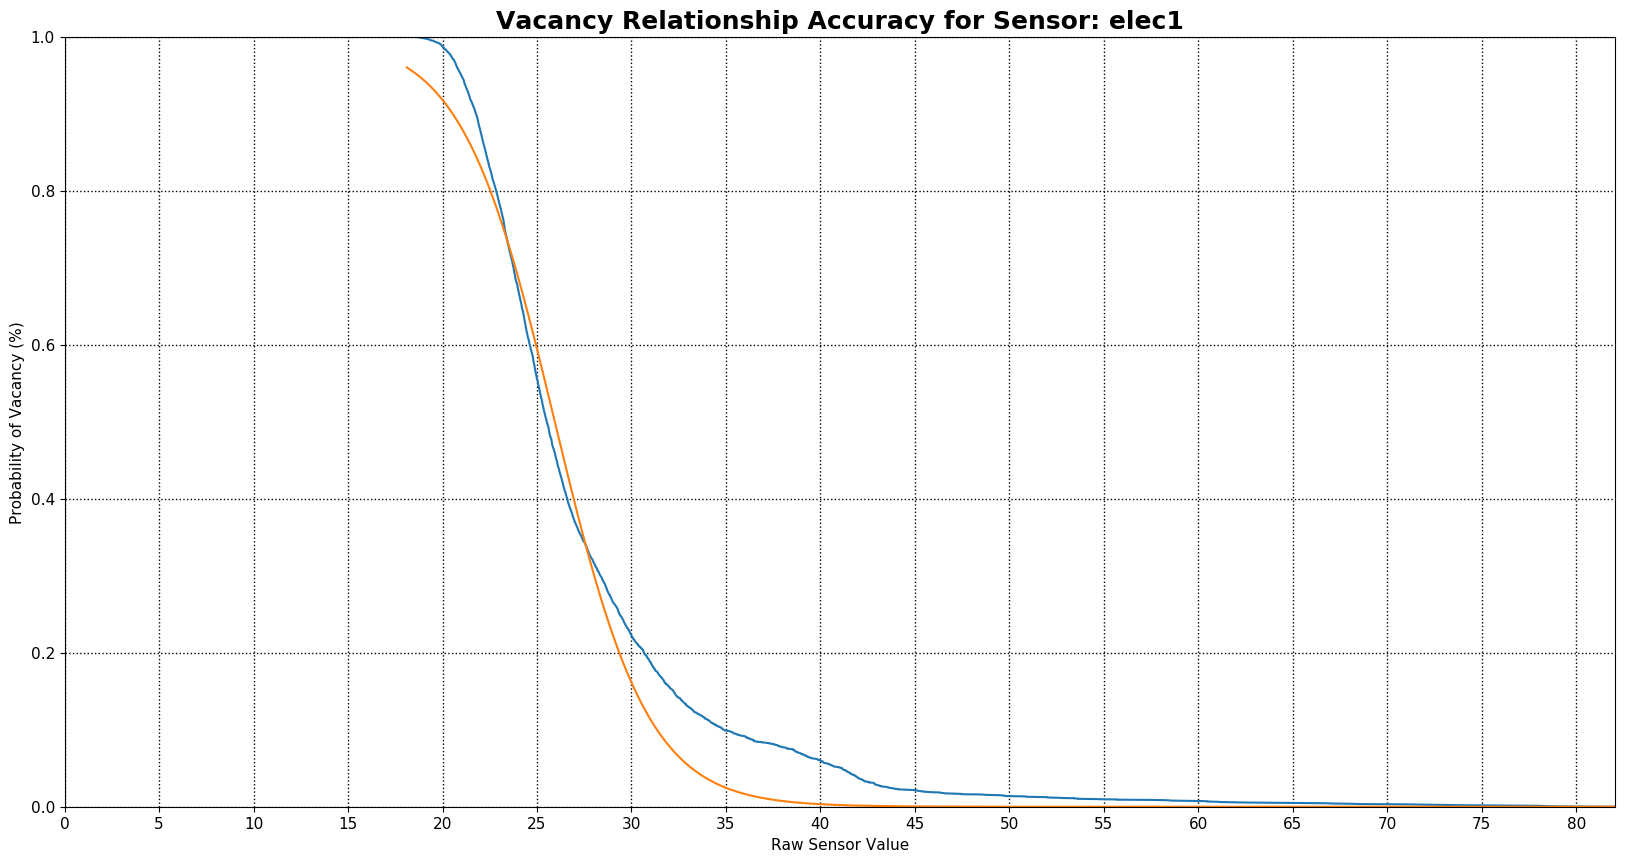 Vacancy Relationship Accuracy for Sensor: elec1
1.0
0.8
0.6
0.4
0.2
0.0
Probability of Vacancy (%)
0 5 10 15 20 25 30 35 40 45 50 55 60 65 70 75 80
Raw Sensor Value